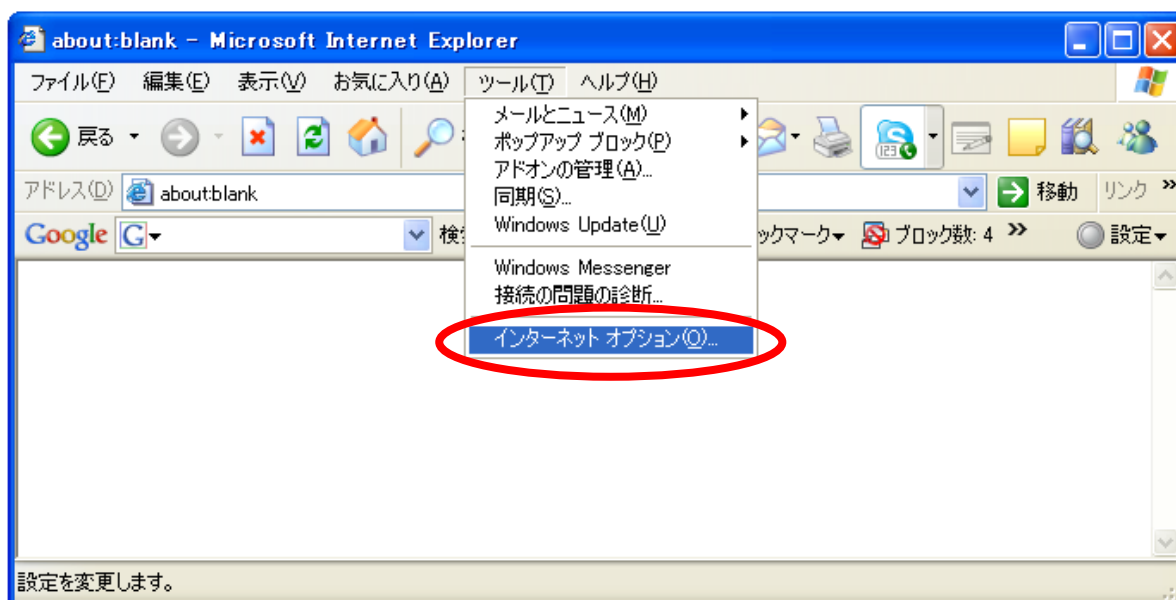 about:blank - Microsoft Internet Explorer
ファイル(F) 編集(E) 表示(V) お気に入り(A) ツール(T) ヘルプ(H)
メールとニュース(M)
ポップアップ ブロック(P)
アドオンの管理(A)...
同期(S)...
Windows Update(U)
Windows Messenger
接続の問題の診断...
インターネット オプション(O)...
戻る
123
アドレス(D) about:blank 移動 リンク »
Google G 検 ックマーク ブロック数: 4 » 設定
設定を変更します。